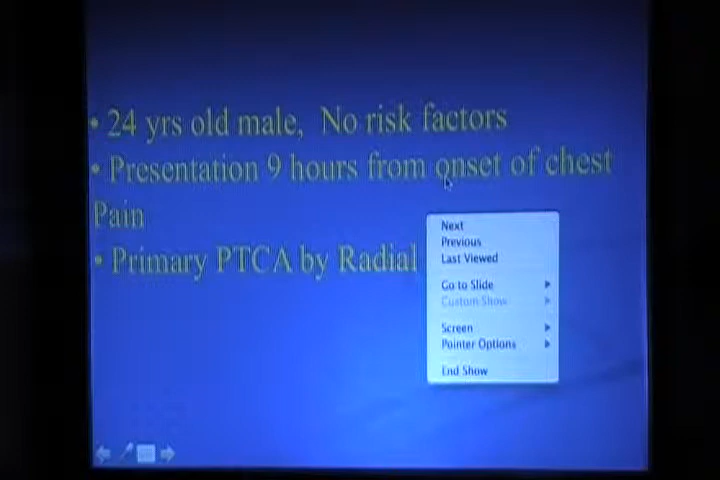 • 24 yrs old male, No risk factors
• Presentation 9 hours from onset of chest
Pain
• Primary PTCA by Radial
Next
Previous
Last Viewed
Go to Slide
Custom Show
Screen
Pointer Options
End Show